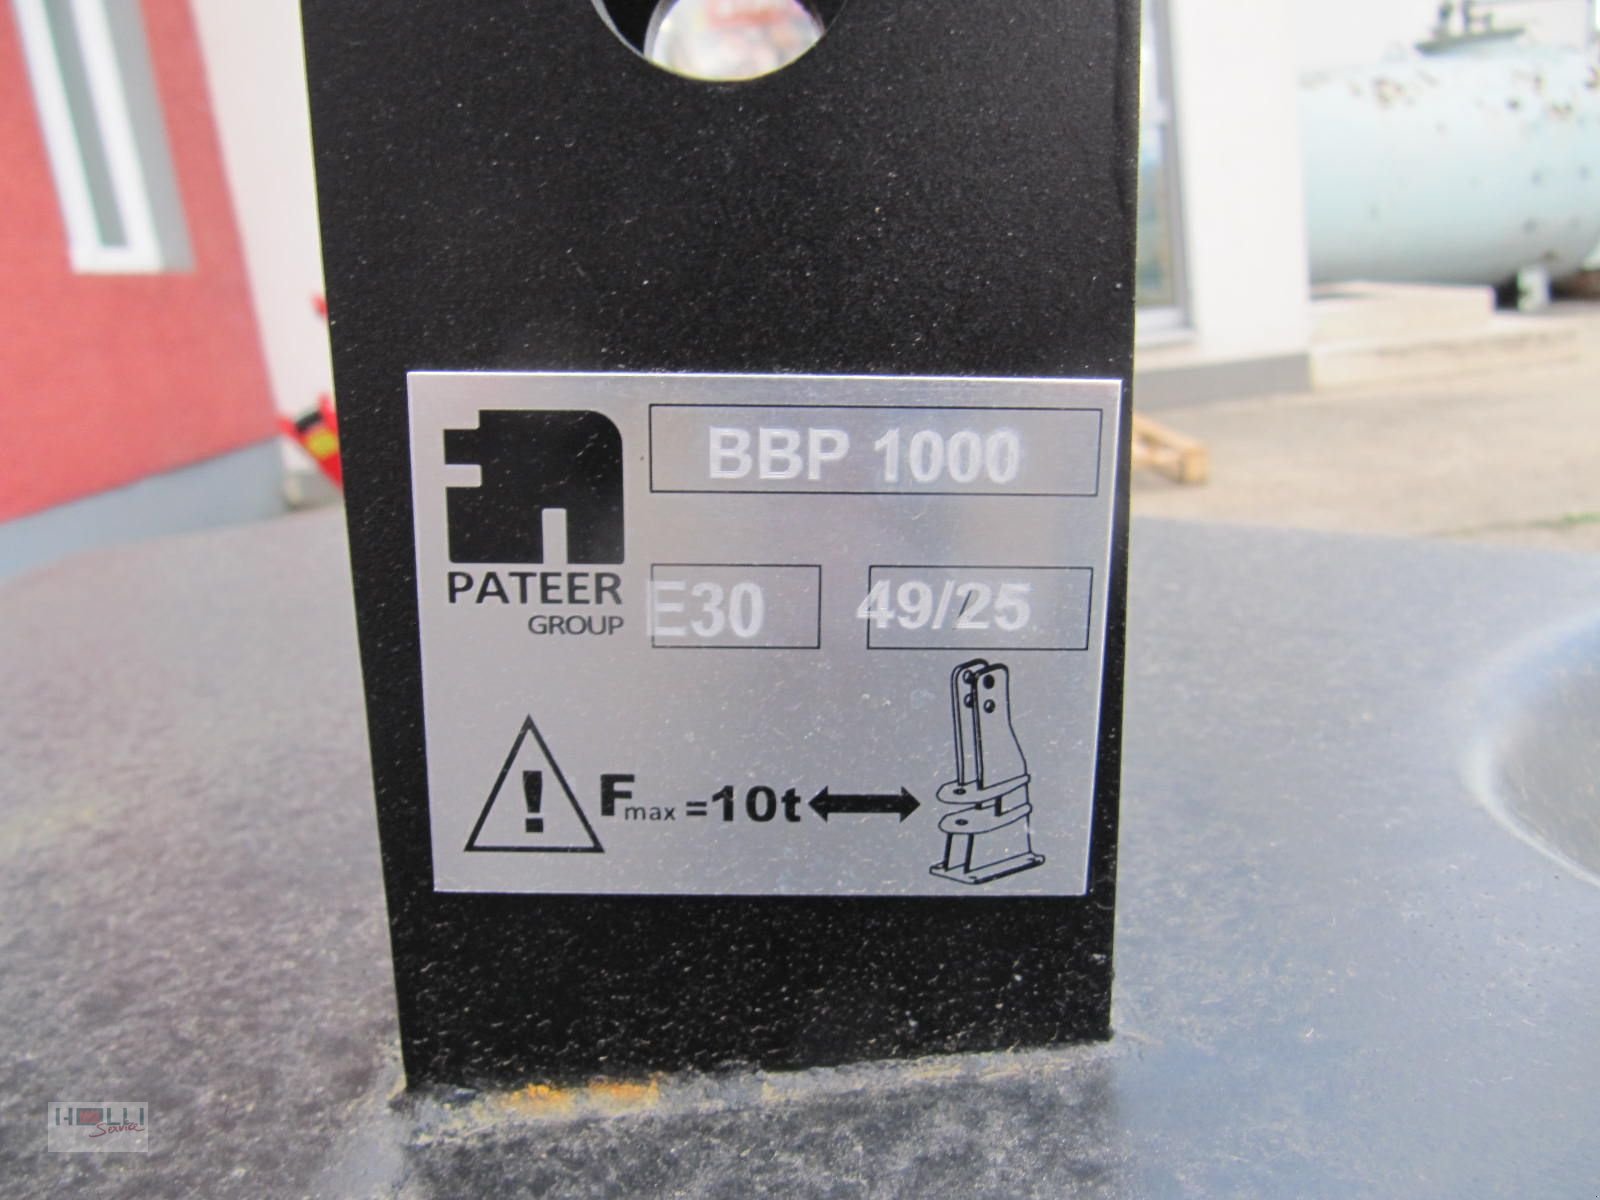 BBP 1000
PATEER
GROUP
E30
49/25
! Fmax =10t
HOLLI
Service